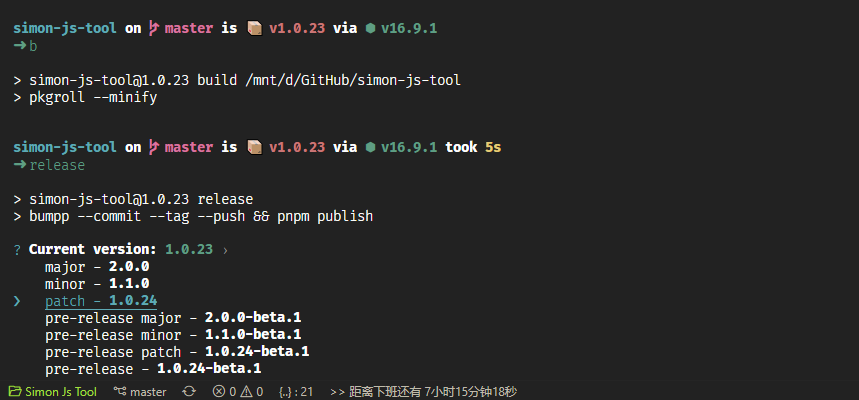 simon-js-tool on master is 📦 v1.0.23 via ⬢ v16.9.1
➜ b
> simon-js-tool@1.0.23 build /mnt/d/GitHub/simon-js-tool
> pkgroll --minify
simon-js-tool on master is 📦 v1.0.23 via ⬢ v16.9.1 took 5s
➜ release
> simon-js-tool@1.0.23 release
> bumpp --commit --tag --push && pnpm publish
? Current version: 1.0.23 ›
major - 2.0.0
minor - 1.1.0
❯ patch - 1.0.24
pre-release major - 2.0.0-beta.1
pre-release minor - 1.1.0-beta.1
pre-release patch - 1.0.24-beta.1
pre-release - 1.0.24-beta.1
Simon Js Tool master 0 0 {..} : 21 >> 距离下班还有 7小时15分钟18秒